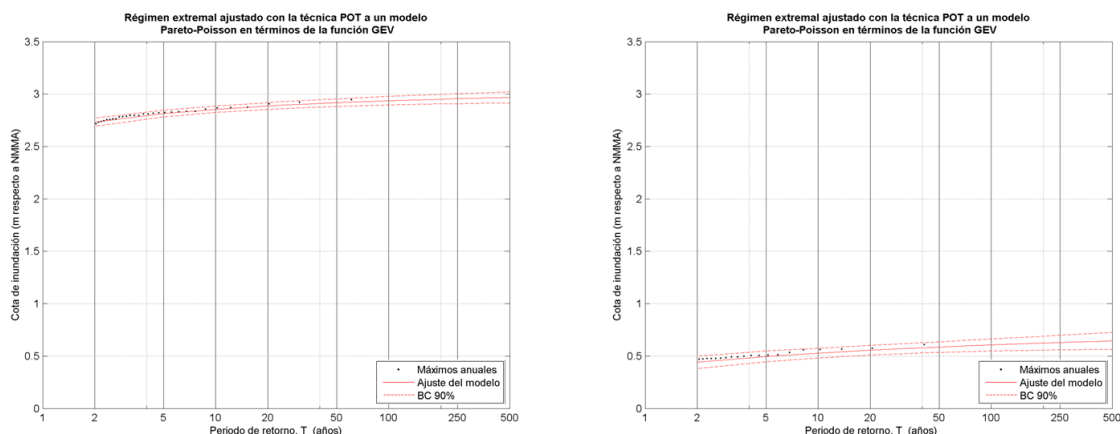 Régimen extremal ajustado con la técnica POT a un modelo
Pareto-Poisson en términos de la función GEV
Cota de inundación (m respecto a NMMA)
3.5
3
2.5
2
1.5
1
0.5
0
Máximos anuales
Ajuste del modelo
BC 90%
1 2 5 10 20 50 100 250 500
Periodo de retorno, T (años)
Régimen extremal ajustado con la técnica POT a un modelo
Pareto-Poisson en términos de la función GEV
Cota de inundación (m respecto a NMMA)
3.5
3
2.5
2
1.5
1
0.5
0
Máximos anuales
Ajuste del modelo
BC 90%
1 2 5 10 20 50 100 250 500
Periodo de retorno, T (años)